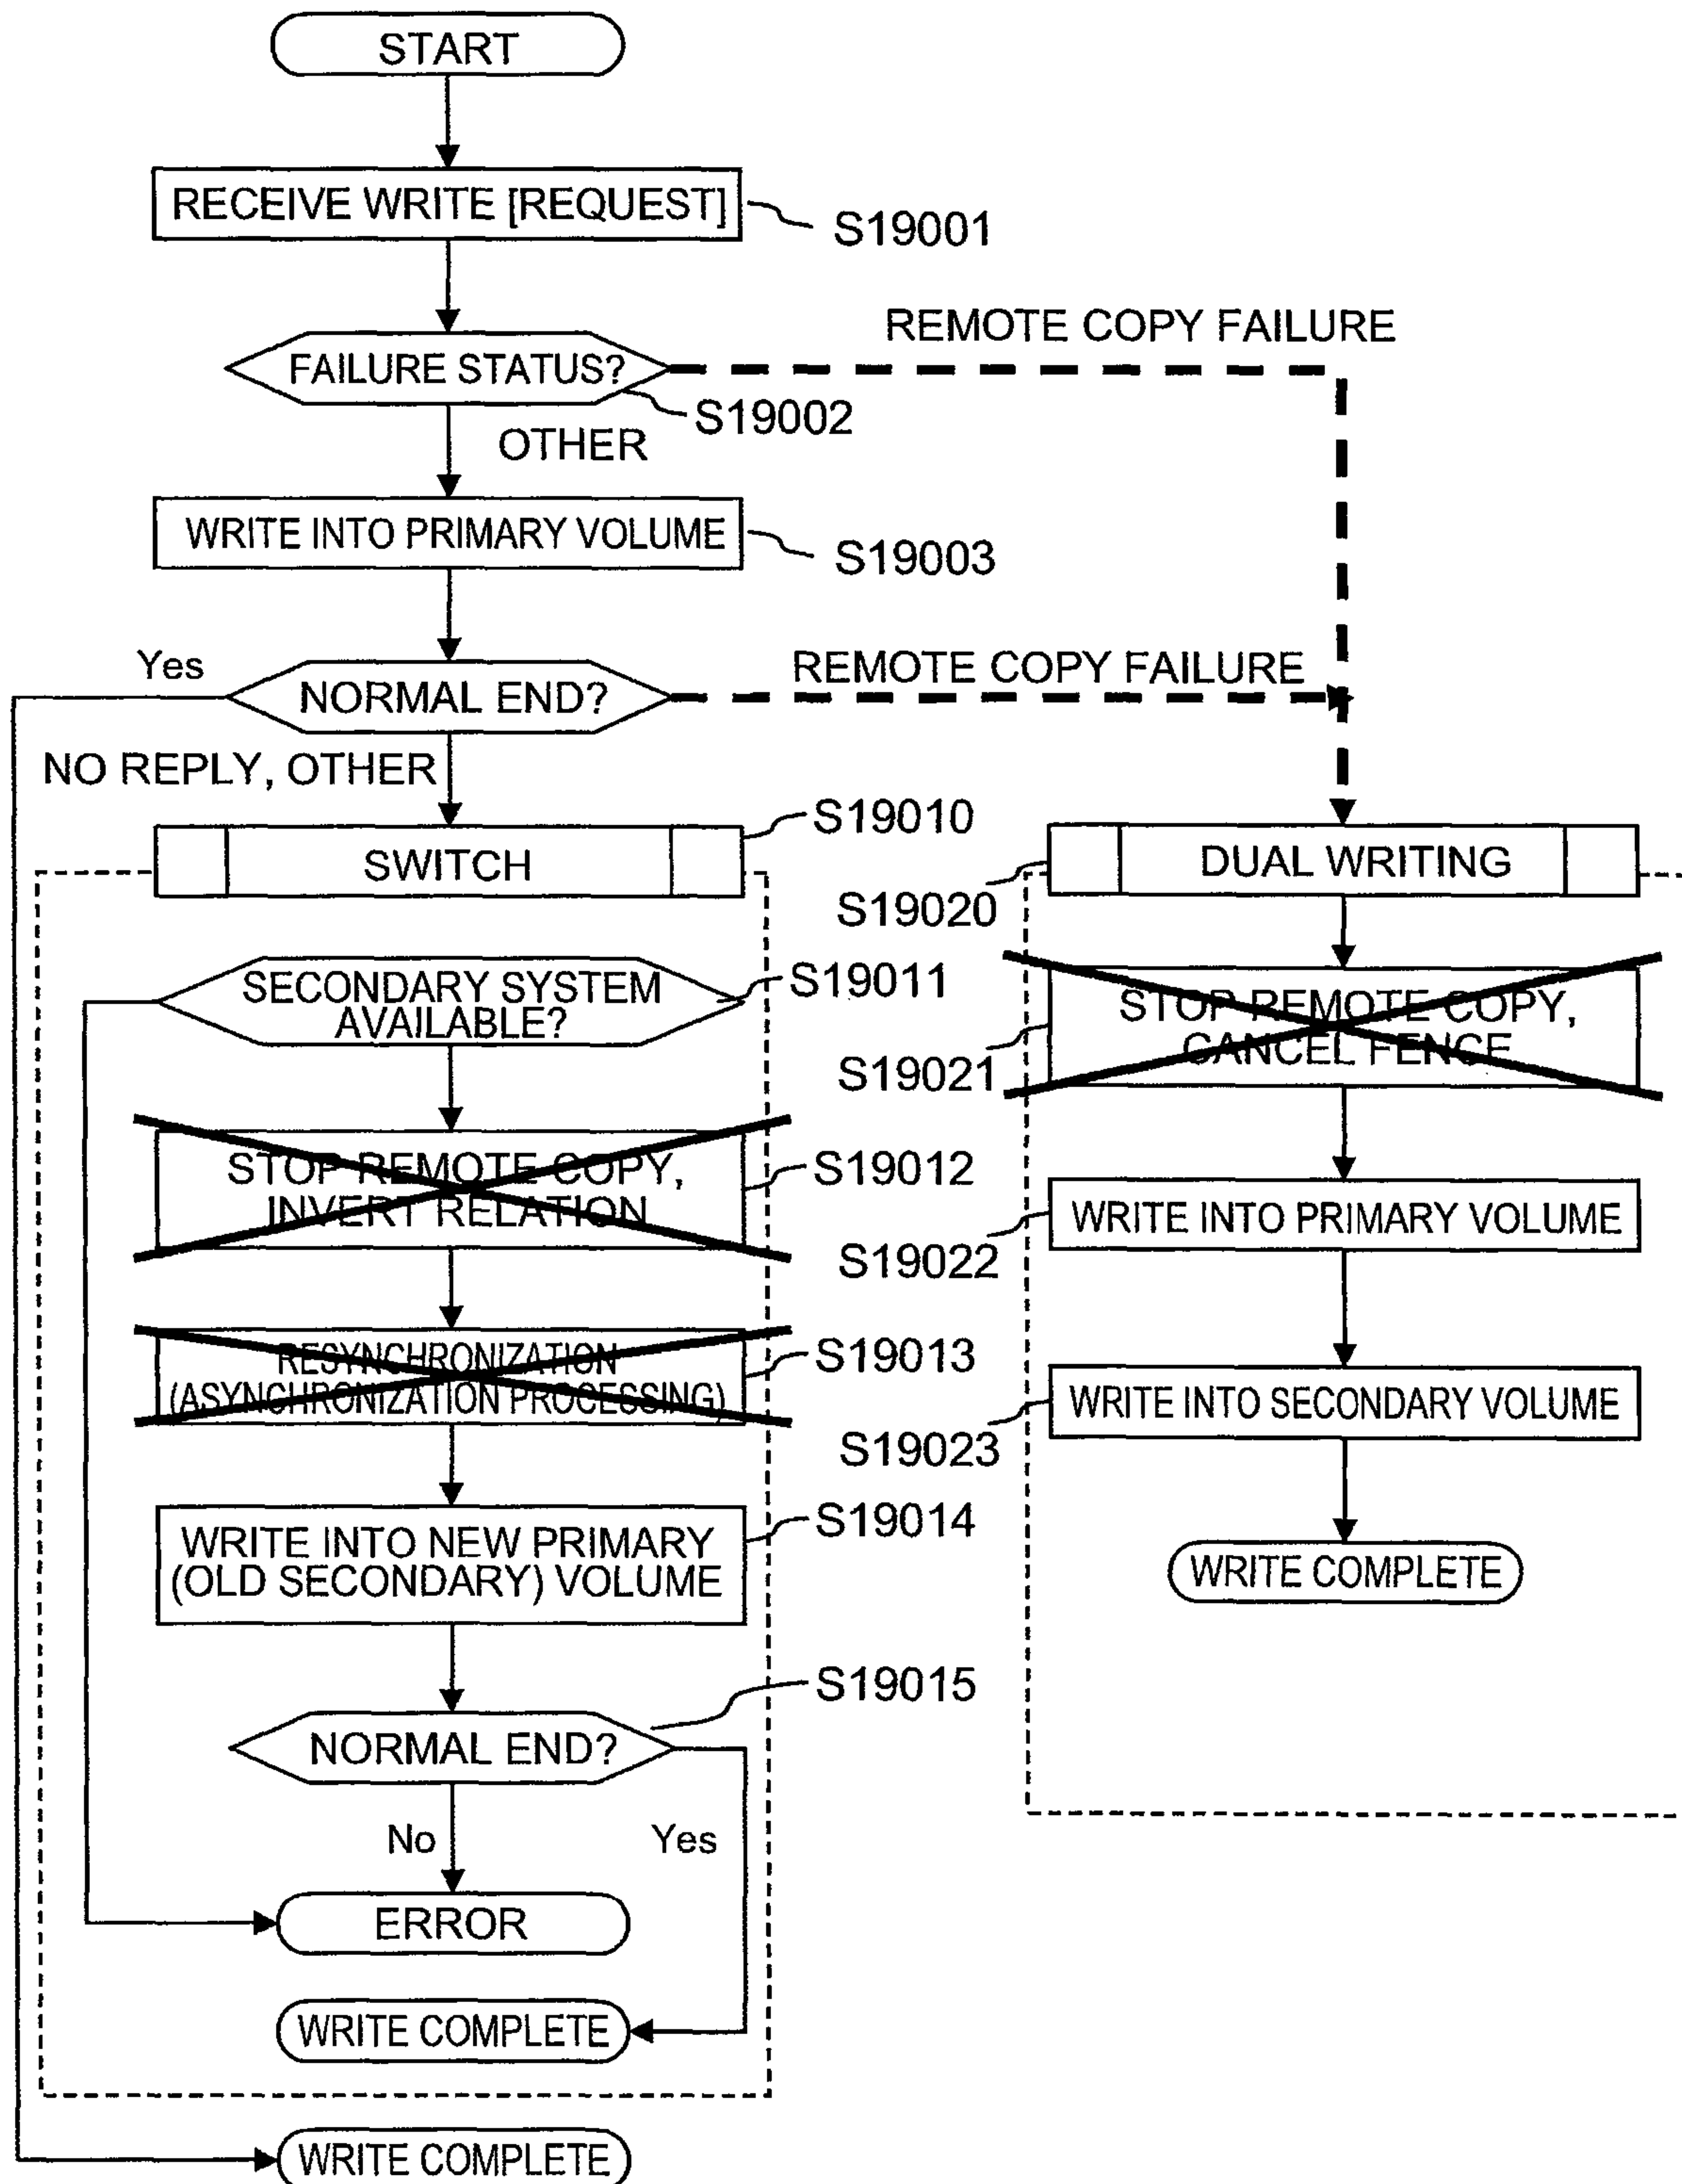 START
RECEIVE WRITE [REQUEST]
S19001
REMOTE COPY FAILURE
FAILURE STATUS?
S19002
OTHER
WRITE INTO PRIMARY VOLUME
S19003
Yes
NORMAL END?
REMOTE COPY FAILURE
NO REPLY, OTHER
S19010
SWITCH
SECONDARY SYSTEM
AVAILABLE?
S19011
STOP REMOTE COPY,
INVERT RELATION
S19012
RESYNCHRONIZATION
(ASYNCHRONIZATION PROCESSING)
S19013
WRITE INTO NEW PRIMARY
(OLD SECONDARY) VOLUME
S19014
S19015
NORMAL END?
No
Yes
ERROR
WRITE COMPLETE
WRITE COMPLETE
DUAL WRITING
S19020
STOP REMOTE COPY,
CANCEL FENCE
S19021
WRITE INTO PRIMARY VOLUME
S19022
WRITE INTO SECONDARY VOLUME
S19023
WRITE COMPLETE